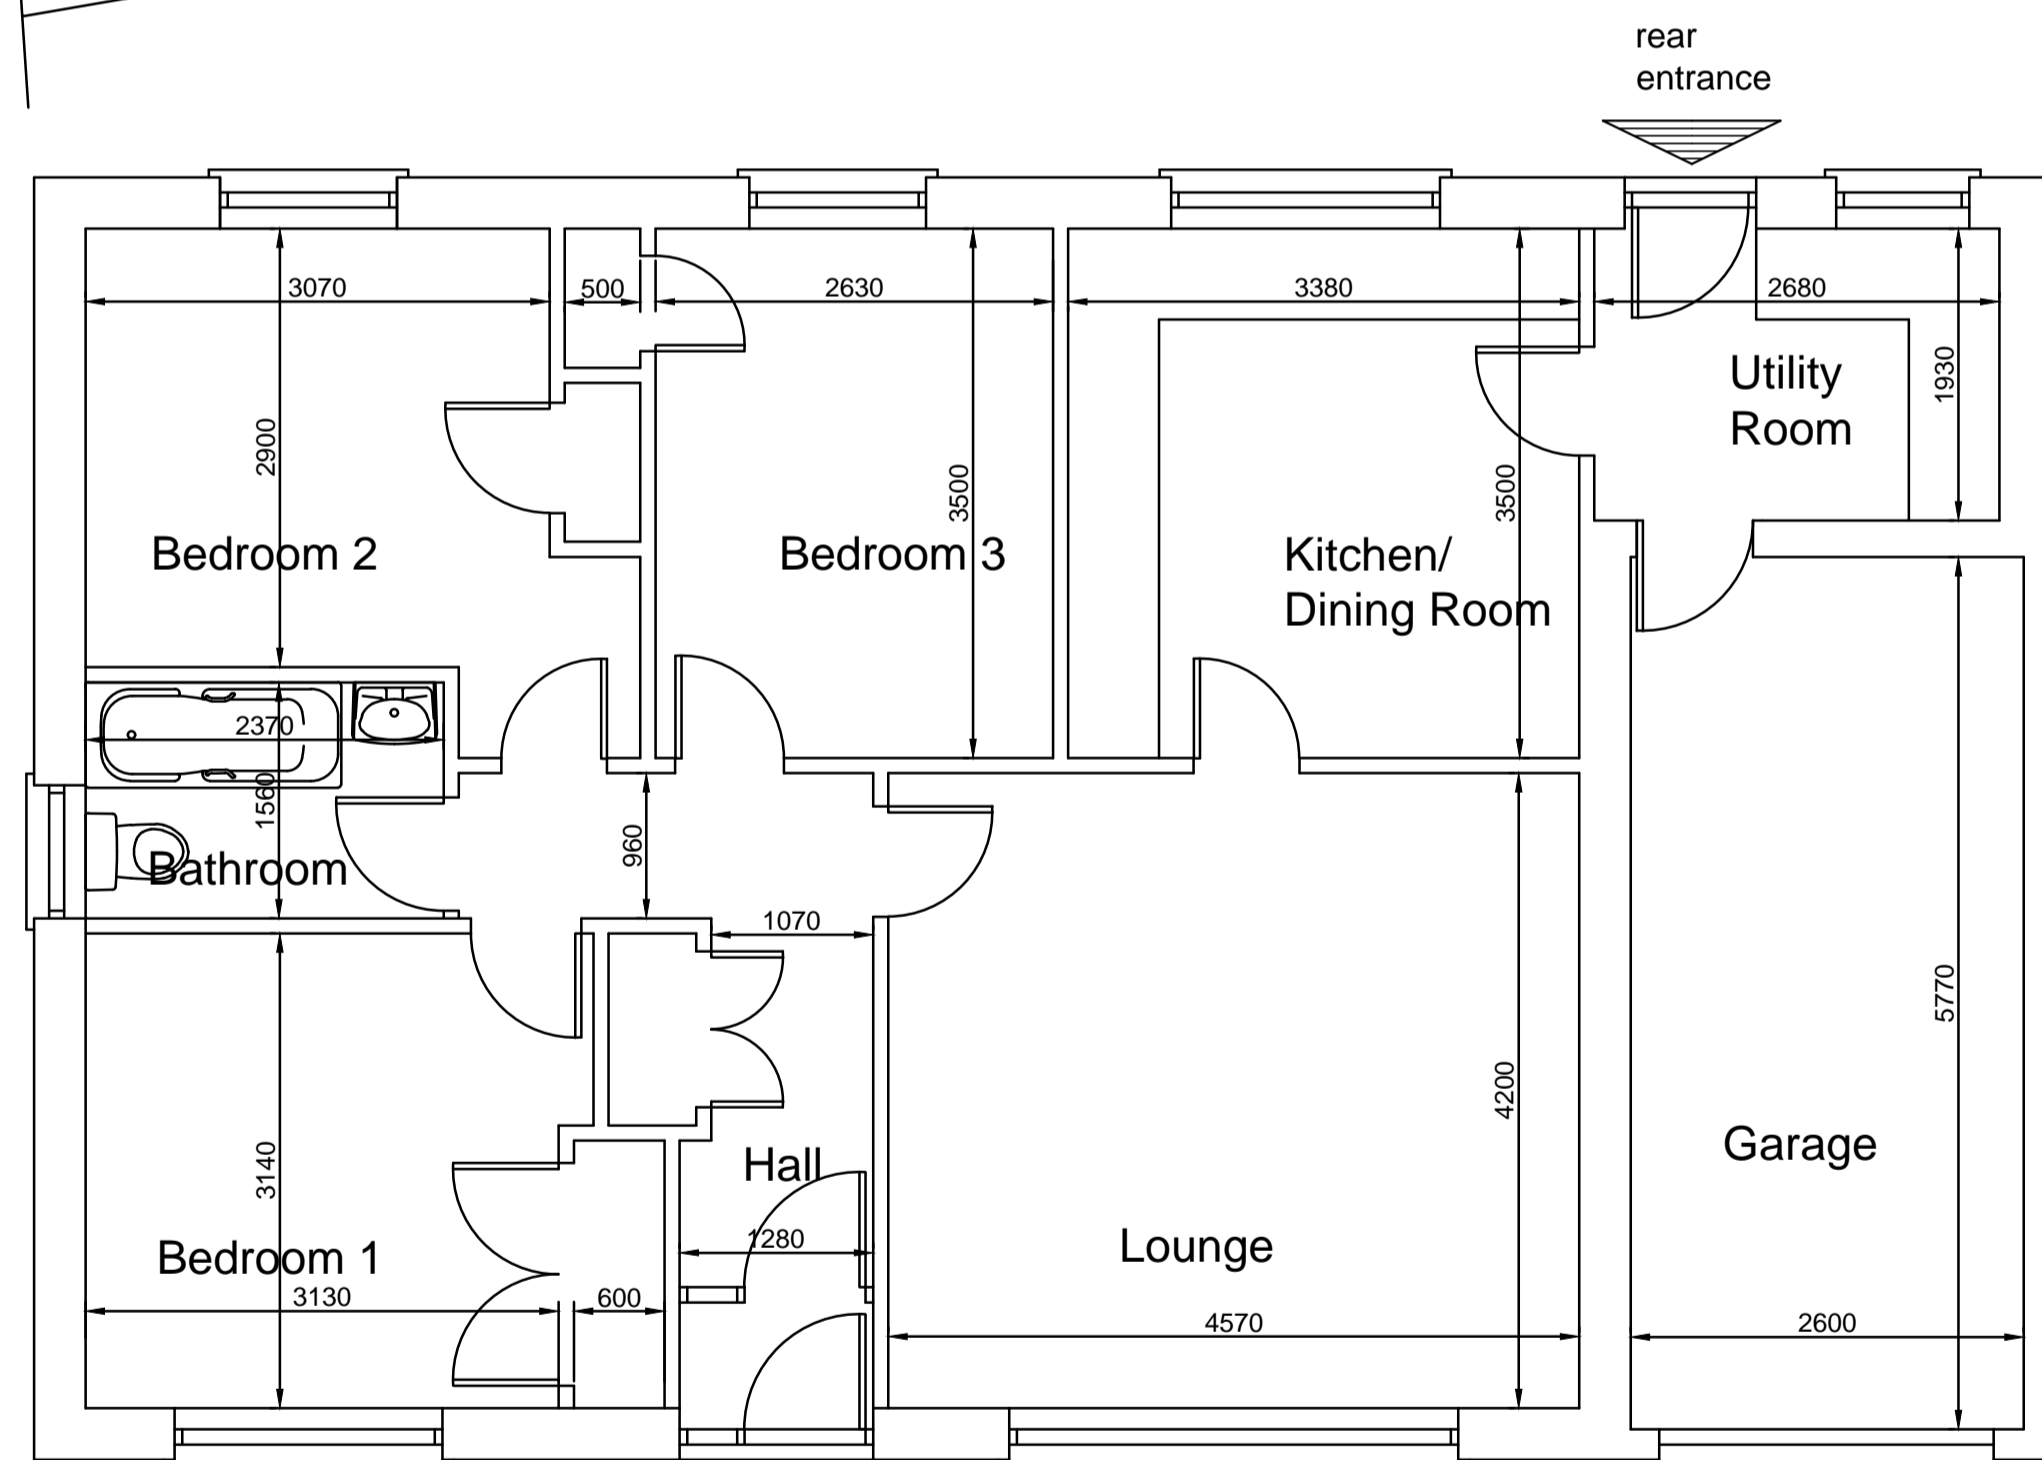 rear
entrance
3070
500
2630
3380
2680
Utility
Room
1930
2900
3500
3500
Bedroom 2
Bedroom 3
Kitchen/
Dining Room
2370
1560
Bathroom
960
1070
5770
4200
3140
Hall
Garage
Bedroom 1
1280
Lounge
3130
600
4570
2600